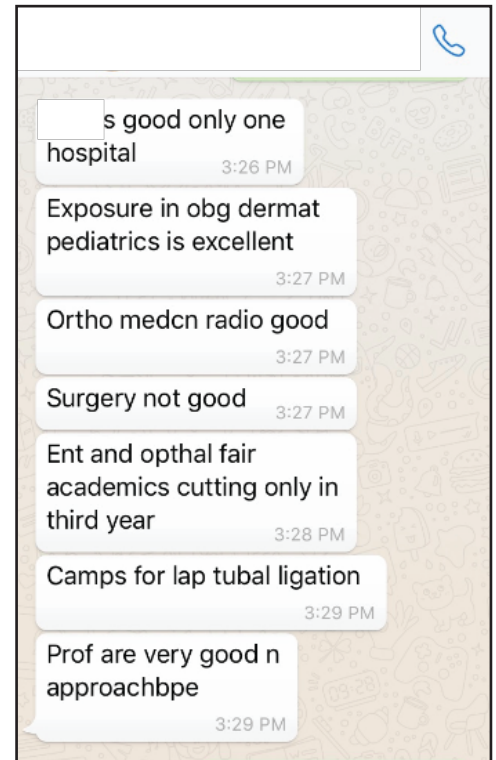 s good only one
hospital
3:26 PM
Exposure in obg dermat
pediatrics is excellent
3:27 PM
Ortho medcn radio good
3:27 PM
Surgery not good
3:27 PM
Ent and opthal fair
academics cutting only in
third year
3:28 PM
Camps for lap tubal ligation
3:29 PM
Prof are very good n
approachbpe
3:29 PM